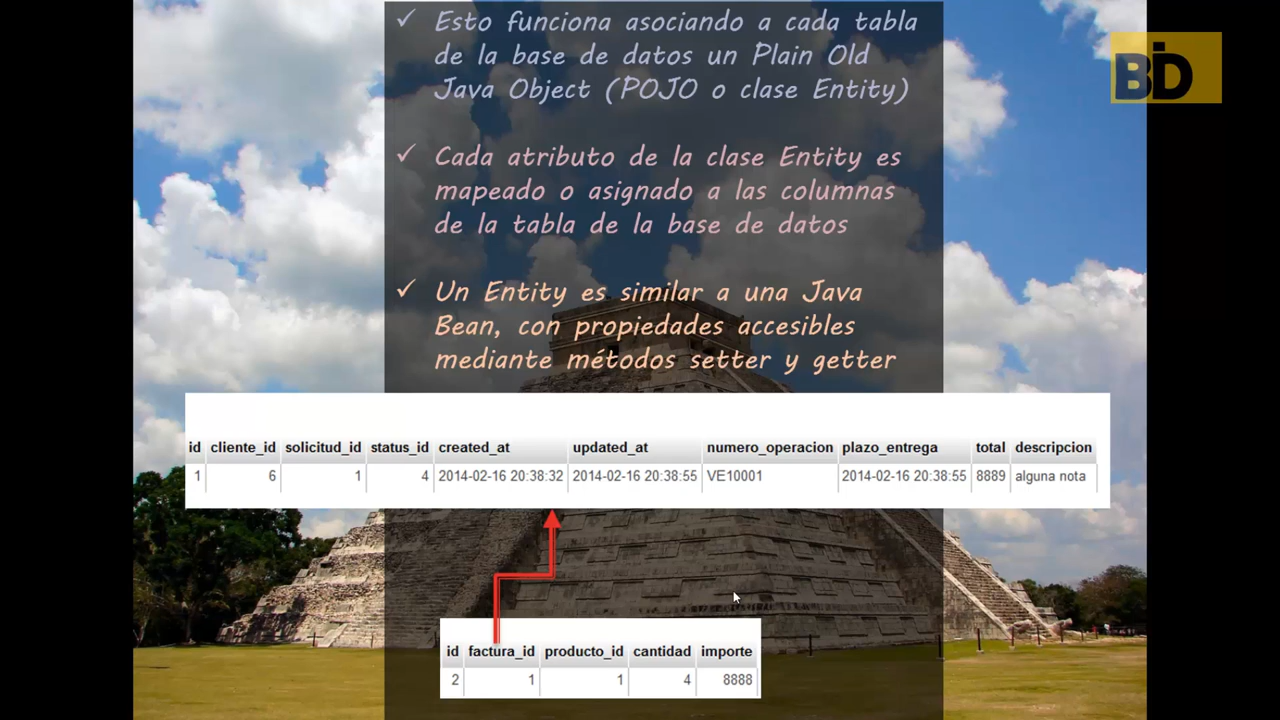 ✓ Esto funciona asociando a cada tabla
de la base de datos un Plain Old
Java Object (POJO o clase Entity)
BiD
✓ Cada atributo de la clase Entity es
mapeado o asignado a las columnas
de la tabla de la base de datos
✓ Un Entity es similar a una Java
Bean, con propiedades accesibles
mediante métodos setter y getter
id cliente_id solicitud_id status_id created_at updated_at numero_operacion plazo_entrega total descripcion
1 6 1 4 2014-02-16 20:38:32 2014-02-16 20:38:55 VE10001 2014-02-16 20:38:55 8889 alguna nota
id factura_id producto_id cantidad importe
2 1 1 4 8888